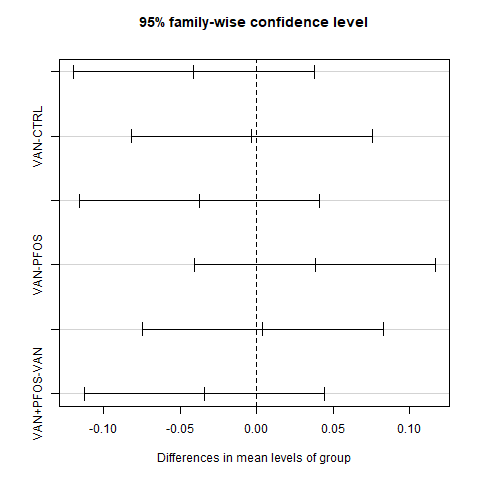 95% family-wise confidence level
VAN-CTRL
VAN-PFOS
VAN+PFOS-VAN
-0.10 -0.05 0.00 0.05 0.10
Differences in mean levels of group